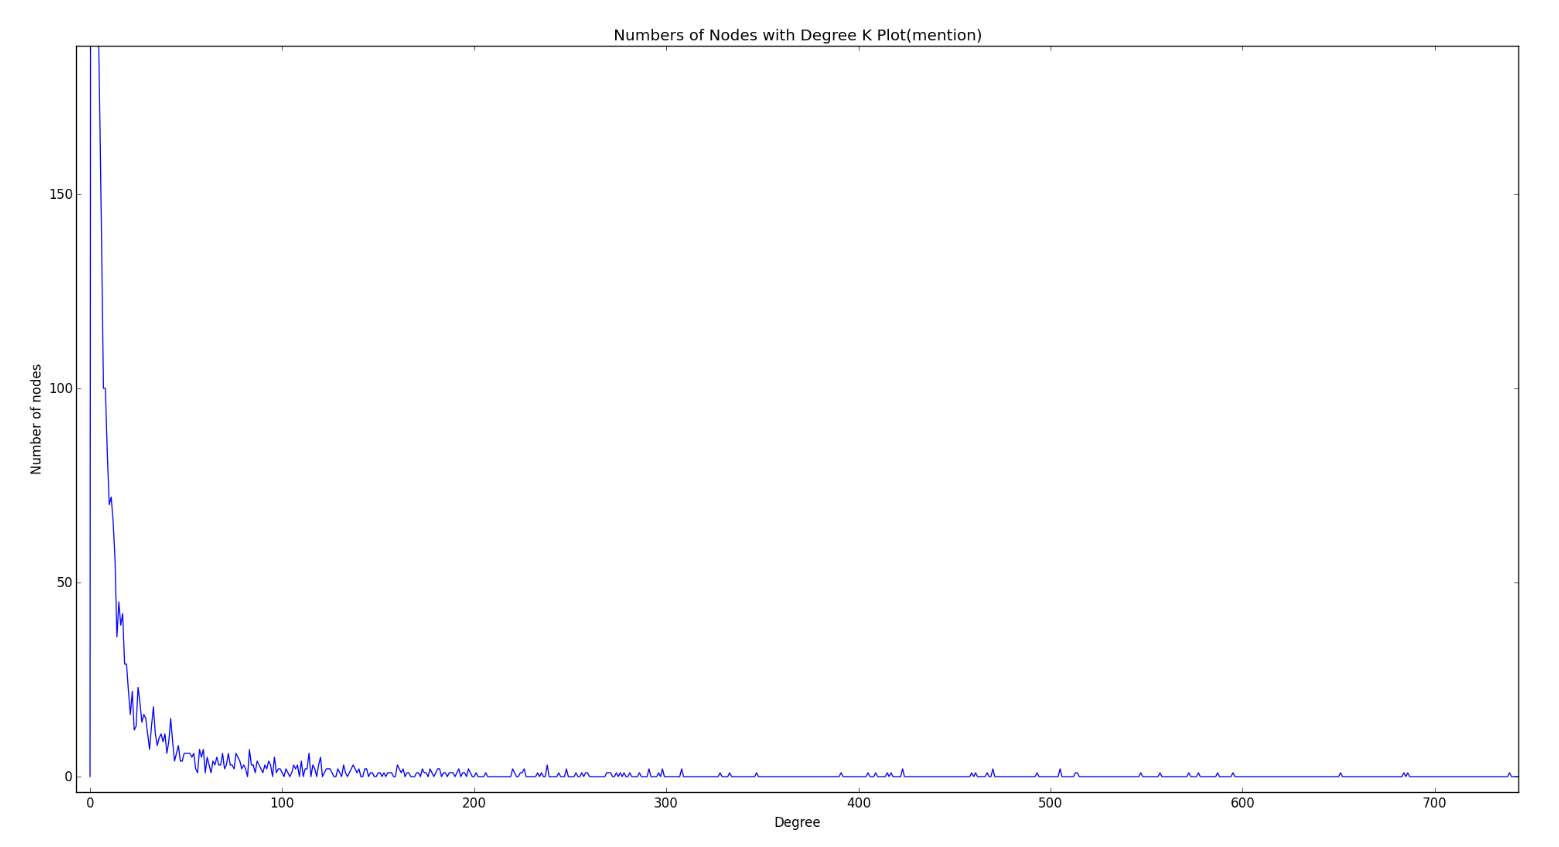 Numbers of Nodes with Degree K Plot(mention)
150
100
50
0
Number of nodes
0 100 200 300 400 500 600 700
Degree